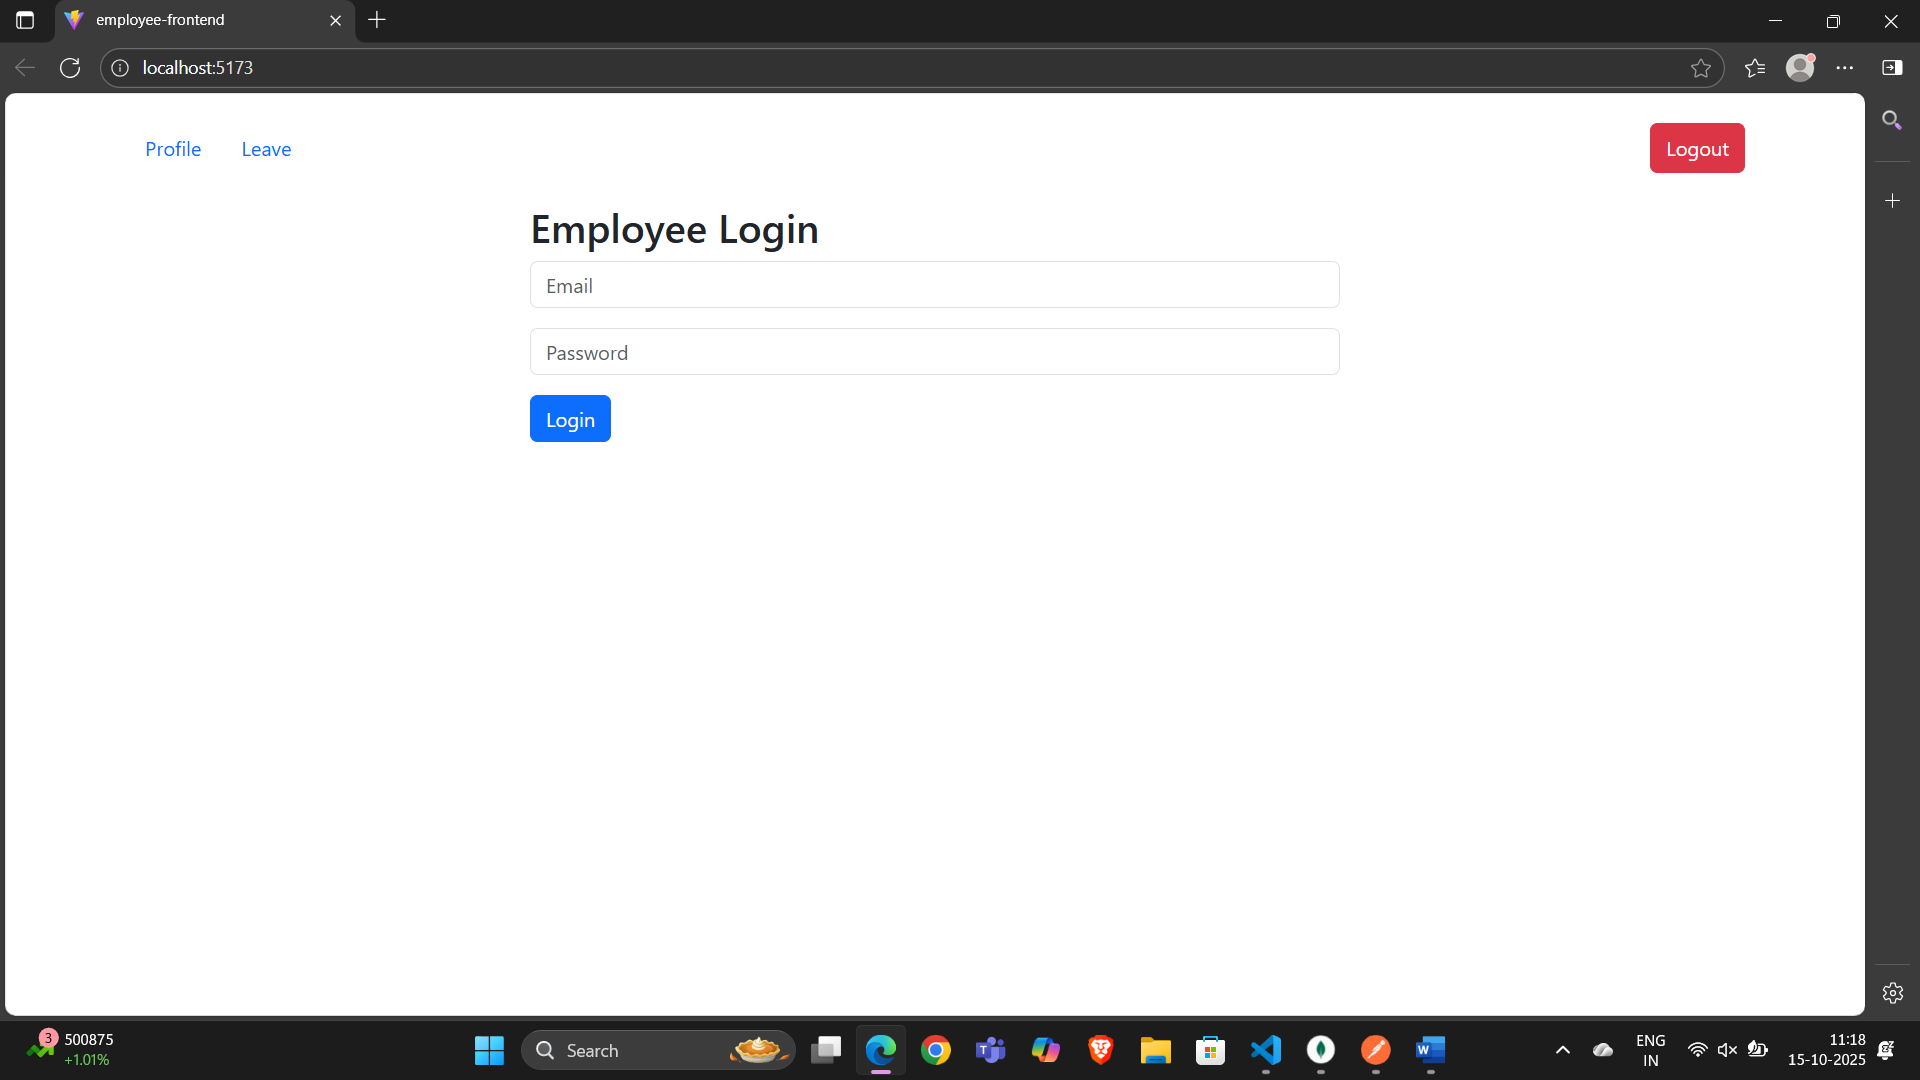 employee-frontend
localhost:5173
Profile Leave Logout
Employee Login
Email
Password
Login
3 500875
+1.01%
Search
T
W
ENG
IN
11:18
15-10-2025